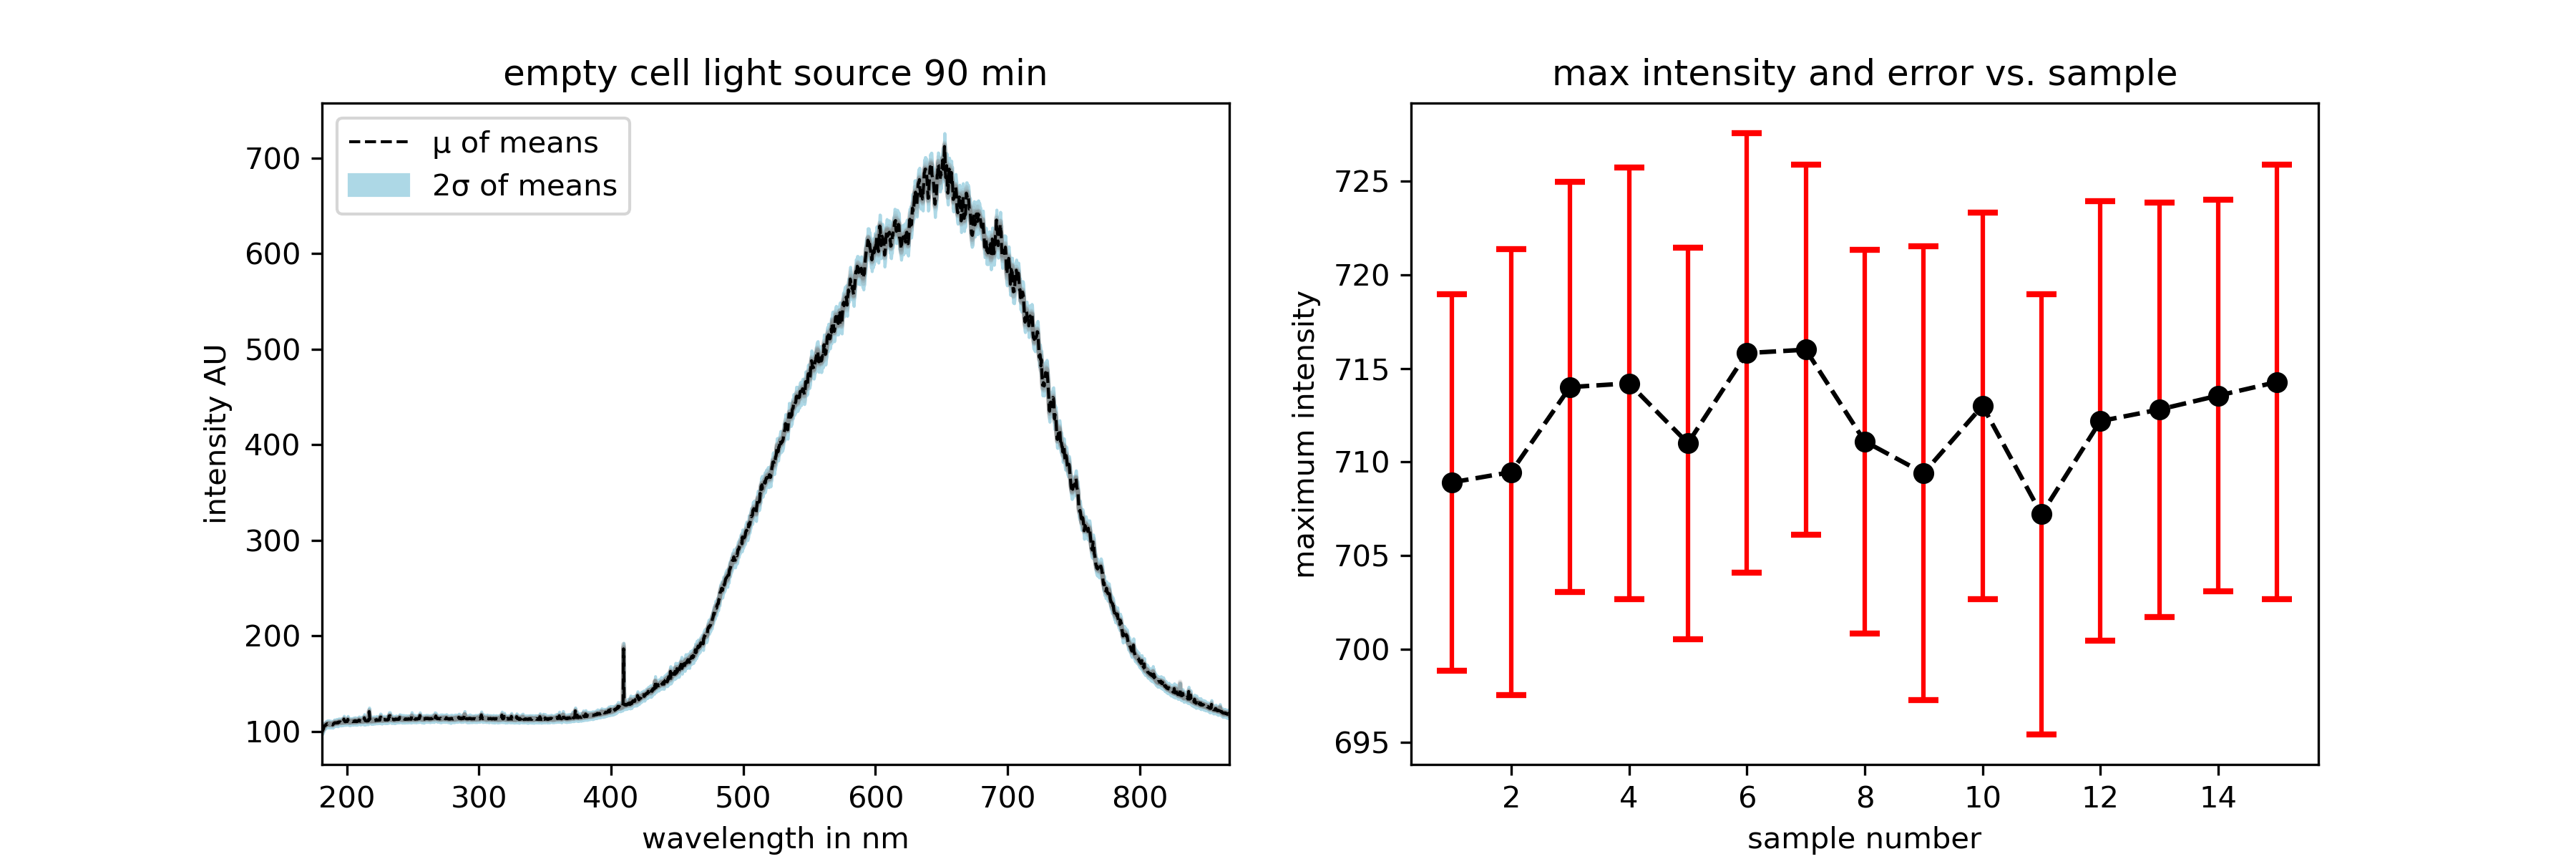 empty cell light source 90 min
μ of means
2σ of means
intensity AU
700
600
500
400
300
200
100
200 300 400 500 600 700 800
wavelength in nm
max intensity and error vs. sample
maximum intensity
725
720
715
710
705
700
695
2 4 6 8 10 12 14
sample number